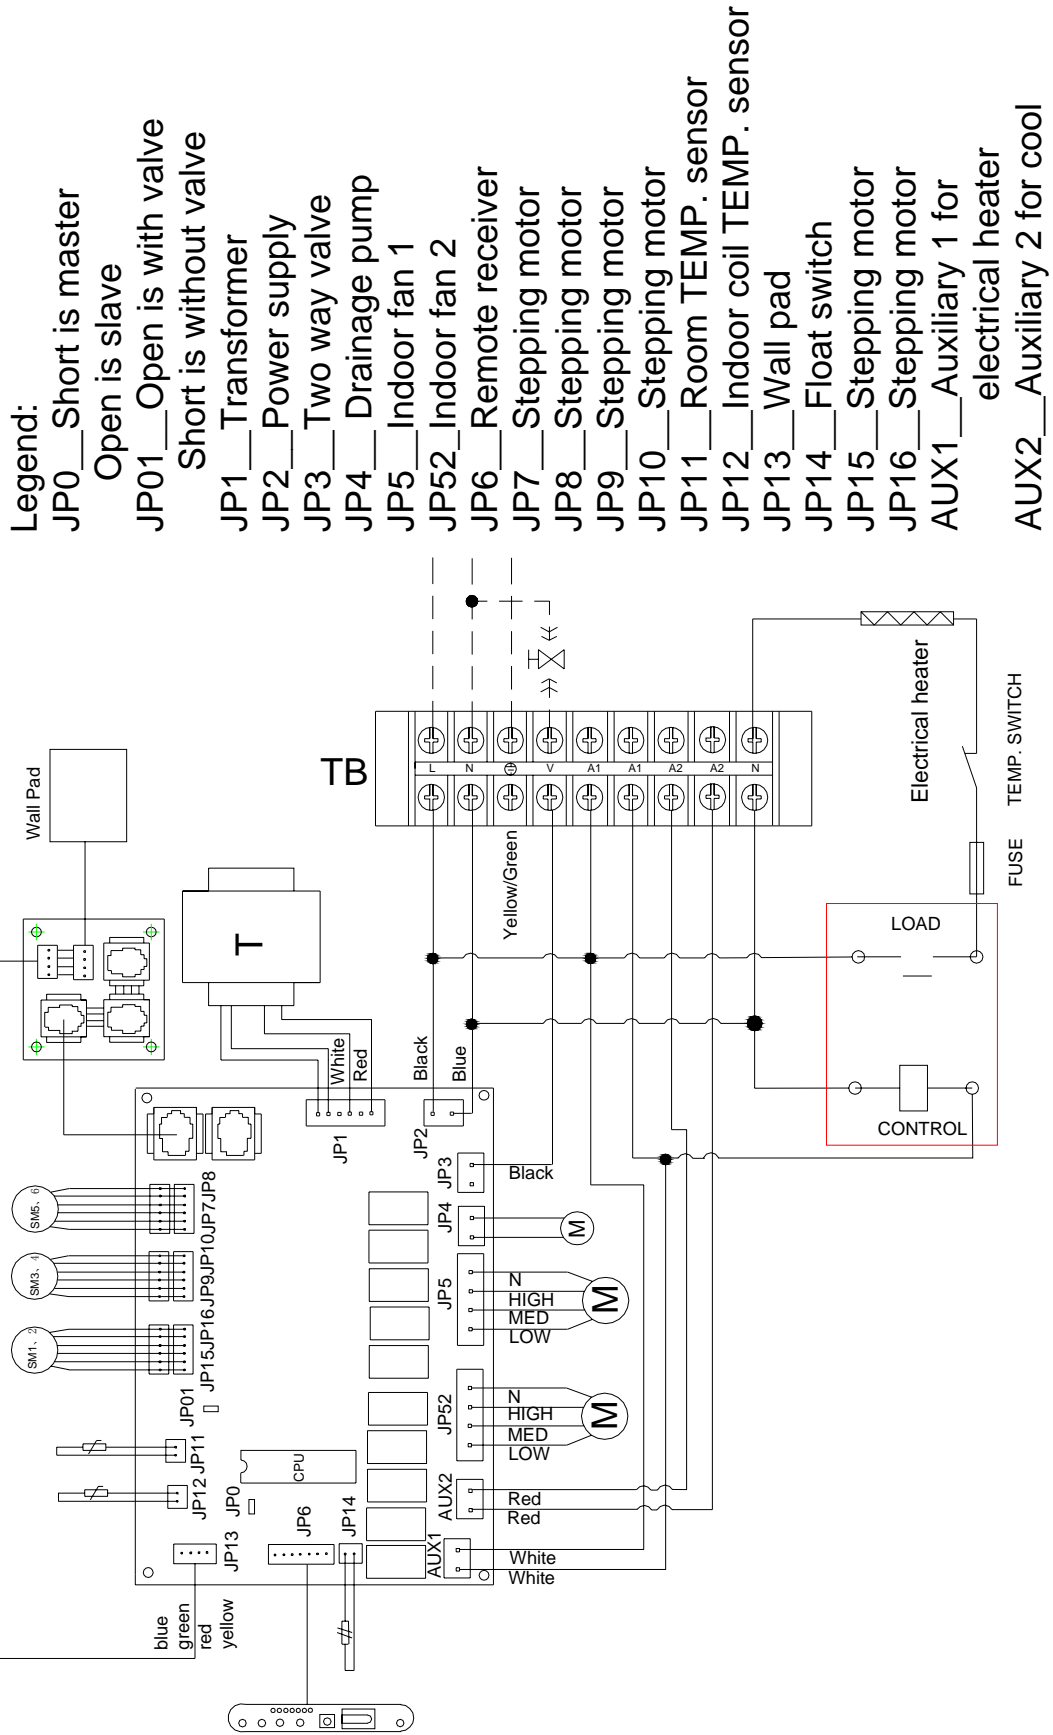 Legend:
JP0__Short is master
Open is slave
JP01__Open is with valve
Short is without valve
JP1__Transformer
JP2__Power supply
JP3__Two way valve
JP4__Drainage pump
JP5__Indoor fan 1
JP52_Indoor fan 2
JP6__Remote receiver
JP7__Stepping motor
JP8__Stepping motor
JP9__Stepping motor
JP10__Stepping motor
JP11__Room TEMP. sensor
JP12__Indoor coil TEMP. sensor
JP13__Wall pad
JP14__Float switch
JP15__Stepping motor
JP16__Stepping motor
AUX1__Auxiliary 1 for
electrical heater
AUX2__Auxiliary 2 for cool
Wall Pad
T
TB
L
N
V
A1
A1
A2
A2
N
Yellow/Green
Electrical heater
TEMP. SWITCH
FUSE
LOAD
CONTROL
White
Red
JP1
Black
Blue
JP2
JP3
Black
JP4
M
JP5
N
HIGH
MED
LOW
M
JP52
N
HIGH
MED
LOW
M
AUX2
Red
Red
AUX1
White
White
SM5、6
SM3、4
SM1、2
JP7JP8
JP9JP10
JP15JP16
JP01
JP11
JP12
JP0
CPU
JP6
JP14
JP13
blue
green
red
yellow